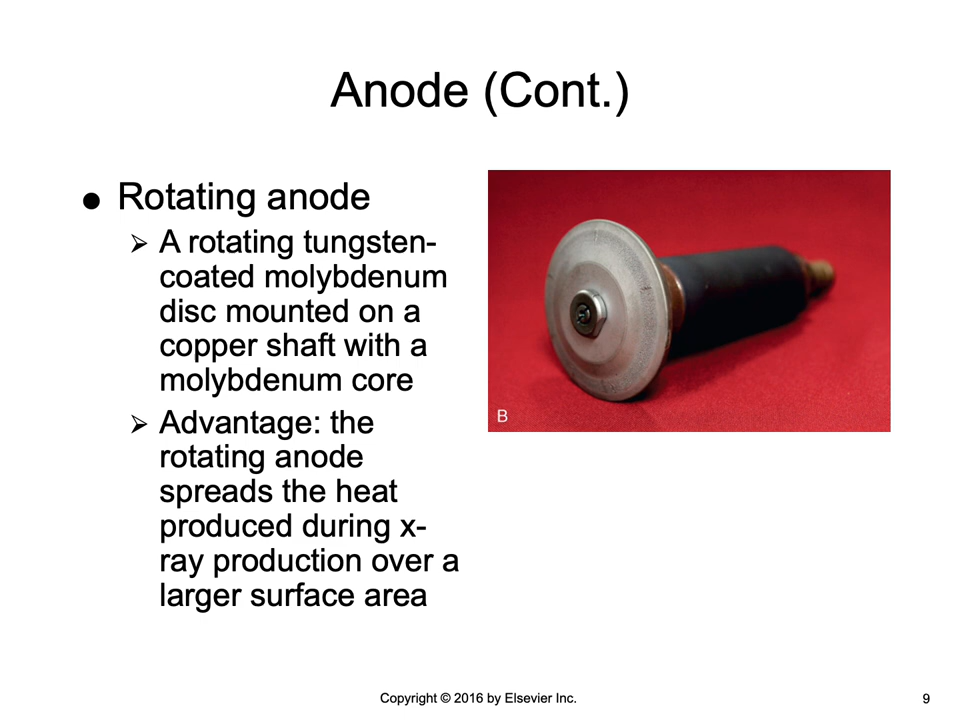 Anode (Cont.)
● Rotating anode
➢ A rotating tungsten-
coated molybdenum
disc mounted on a
copper shaft with a
molybdenum core
➢ Advantage: the
rotating anode
spreads the heat
produced during x-
ray production over a
larger surface area
B
Copyright © 2016 by Elsevier Inc.
9